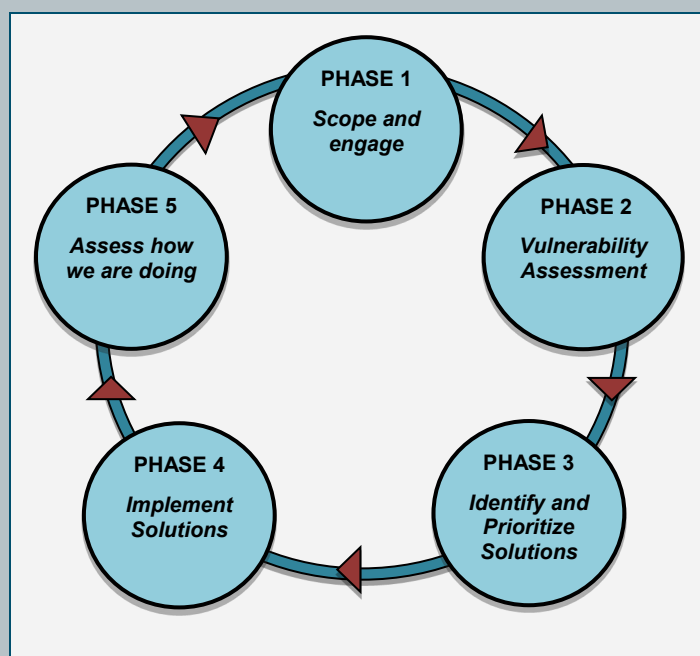 PHASE 1
Scope and
engage
PHASE 2
Vulnerability
Assessment
PHASE 3
Identify and
Prioritize
Solutions
PHASE 4
Implement
Solutions
PHASE 5
Assess how
we are doing